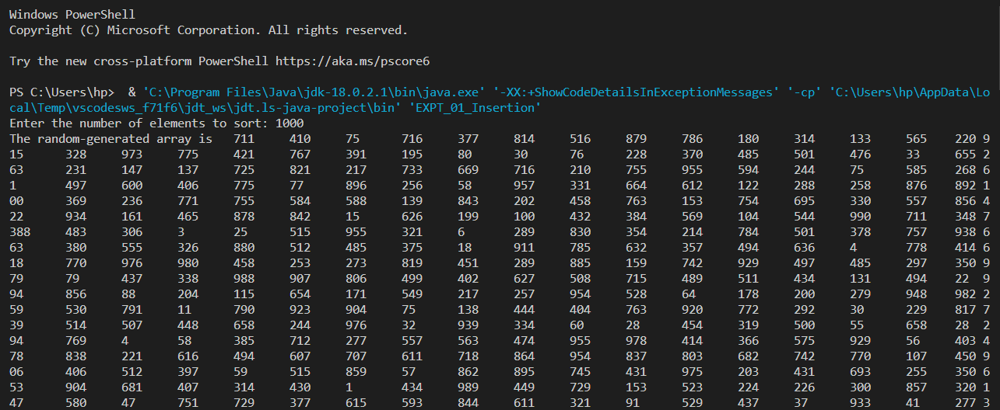 Windows PowerShell
Copyright (C) Microsoft Corporation. All rights reserved.
Try the new cross-platform PowerShell https://aka.ms/pscore6
PS C:\Users\hp>  & 'C:\Program Files\Java\jdk-18.0.2.1\bin\java.exe' '-XX:+ShowCodeDetailsInExceptionMessages' '-cp' 'C:\Users\hp\AppData\Lo
cal\Temp\vscodesws_f71f6\jdt_ws\jdt.ls-java-project\bin' 'EXPT_01_Insertion'
Enter the number of elements to sort: 1000
The random-generated array is 711 410 75 716 377 814 516 879 786 180 314 133 565 220 9
15 328 973 775 421 767 391 195 80 30 76 228 370 485 501 476 33 655 2
63 231 147 137 725 821 217 733 669 716 210 755 955 594 244 75 585 268 6
1 497 600 406 775 77 896 256 58 957 331 664 612 122 288 258 876 892 1
00 369 236 771 755 584 588 139 843 202 458 763 153 754 695 330 557 856 4
22 934 161 465 878 842 15 626 199 100 432 384 569 104 544 990 711 348 7
388 483 306 3 25 515 955 321 6 289 830 354 214 784 501 378 757 938 6
63 380 555 326 880 512 485 375 18 911 785 632 357 494 636 4 778 414 6
18 770 976 980 458 253 273 819 451 289 885 159 742 929 497 485 297 350 9
79 79 437 338 988 907 806 499 402 627 508 715 489 511 434 131 494 22 9
94 856 88 204 115 654 171 549 217 257 954 528 64 178 200 279 948 982 2
59 530 791 11 790 923 904 75 138 444 404 763 920 772 292 30 229 817 7
39 514 507 448 658 244 976 32 939 334 60 28 454 319 500 55 658 28 2
94 769 4 58 385 712 277 557 563 474 955 978 414 366 575 929 56 403 4
78 838 221 616 494 607 707 611 718 864 954 837 803 682 742 770 107 450 9
06 406 512 397 59 515 859 57 862 895 745 431 975 203 431 693 255 350 6
53 904 681 407 314 430 1 434 989 449 729 153 523 224 226 300 857 320 1
47 580 47 751 729 377 615 593 844 611 321 91 529 437 37 933 41 277 3